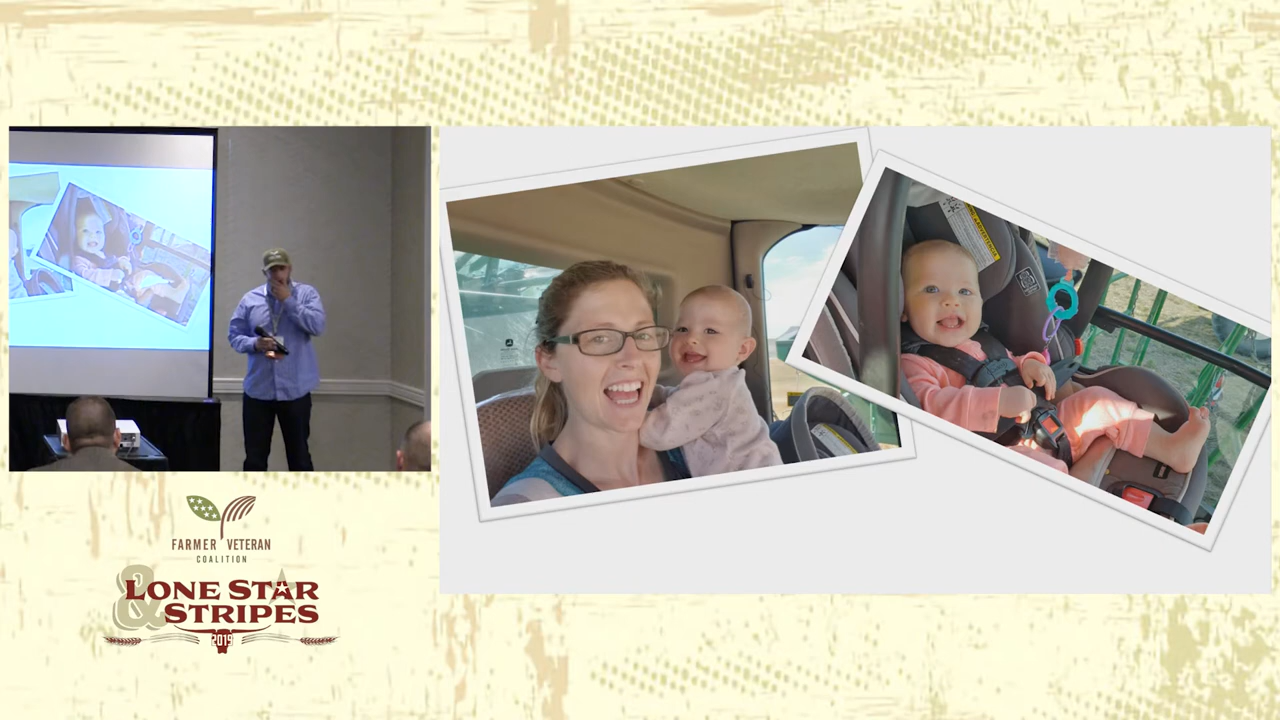 FARMER VETERAN
COALITION
LONE STAR
& STRIPES
2019